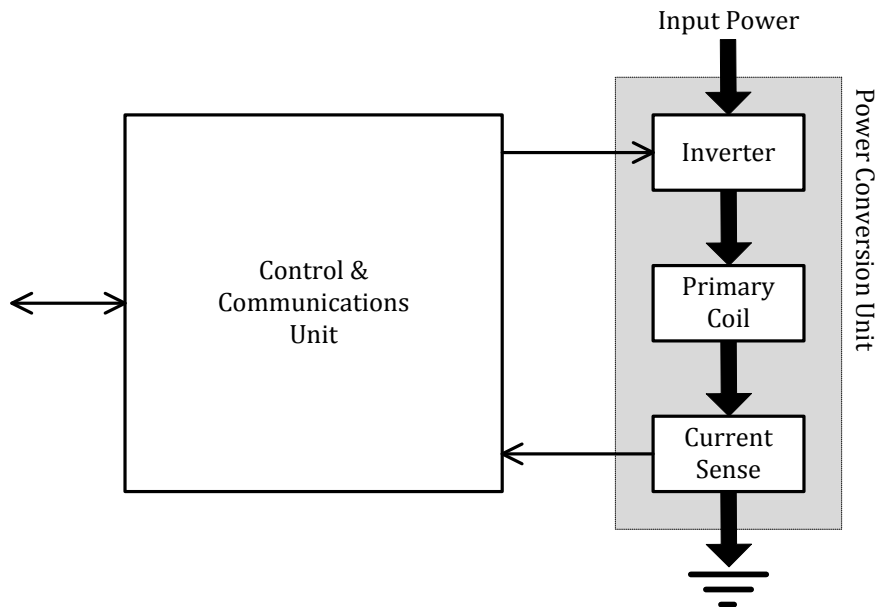 Input Power
Inverter
Control &
Communications
Unit
Primary
Coil
Current
Sense
Power Conversion Unit